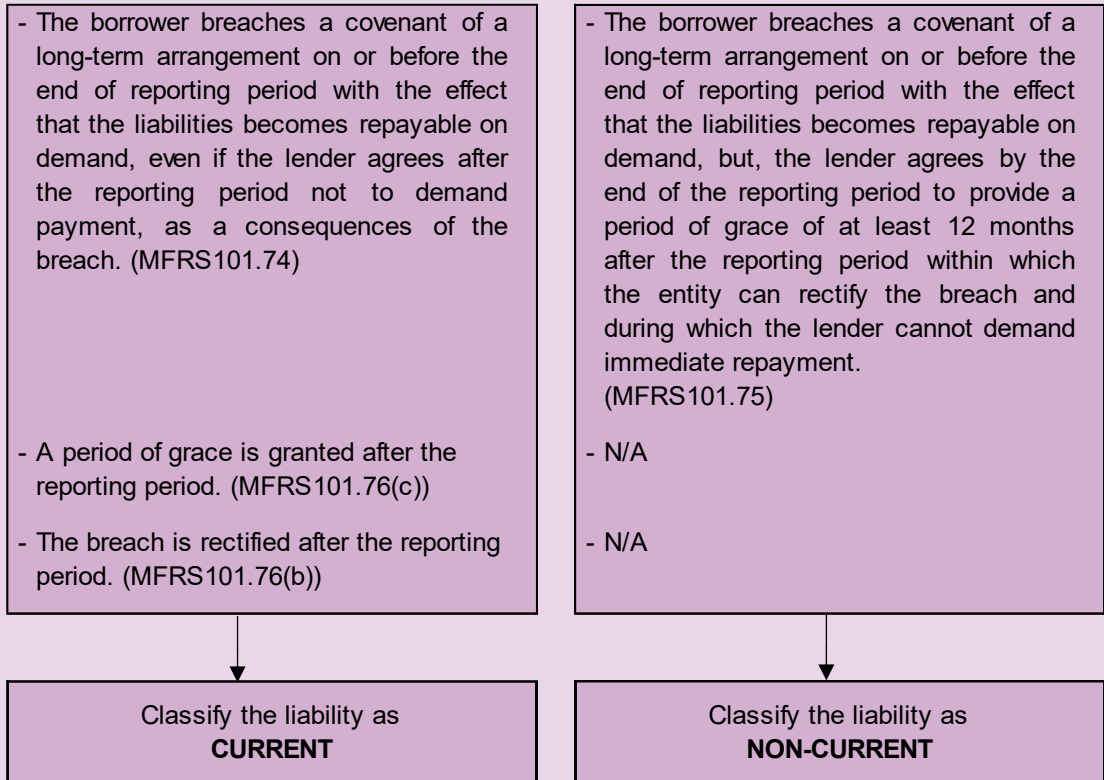 - The borrower breaches a covenant of a
long-term arrangement on or before the
end of reporting period with the effect
that the liabilities becomes repayable on
demand, even if the lender agrees after
the reporting period not to demand
payment, as a consequences of the
breach. (MFRS101.74)
- A period of grace is granted after the
reporting period. (MFRS101.76(c))
- The breach is rectified after the reporting
period. (MFRS101.76(b))
Classify the liability as
CURRENT
- The borrower breaches a covenant of a
long-term arrangement on or before the
end of reporting period with the effect
that the liabilities becomes repayable on
demand, but, the lender agrees by the
end of the reporting period to provide a
period of grace of at least 12 months
after the reporting period within which
the entity can rectify the breach and
during which the lender cannot demand
immediate repayment.
(MFRS101.75)
- N/A
- N/A
Classify the liability as
NON-CURRENT